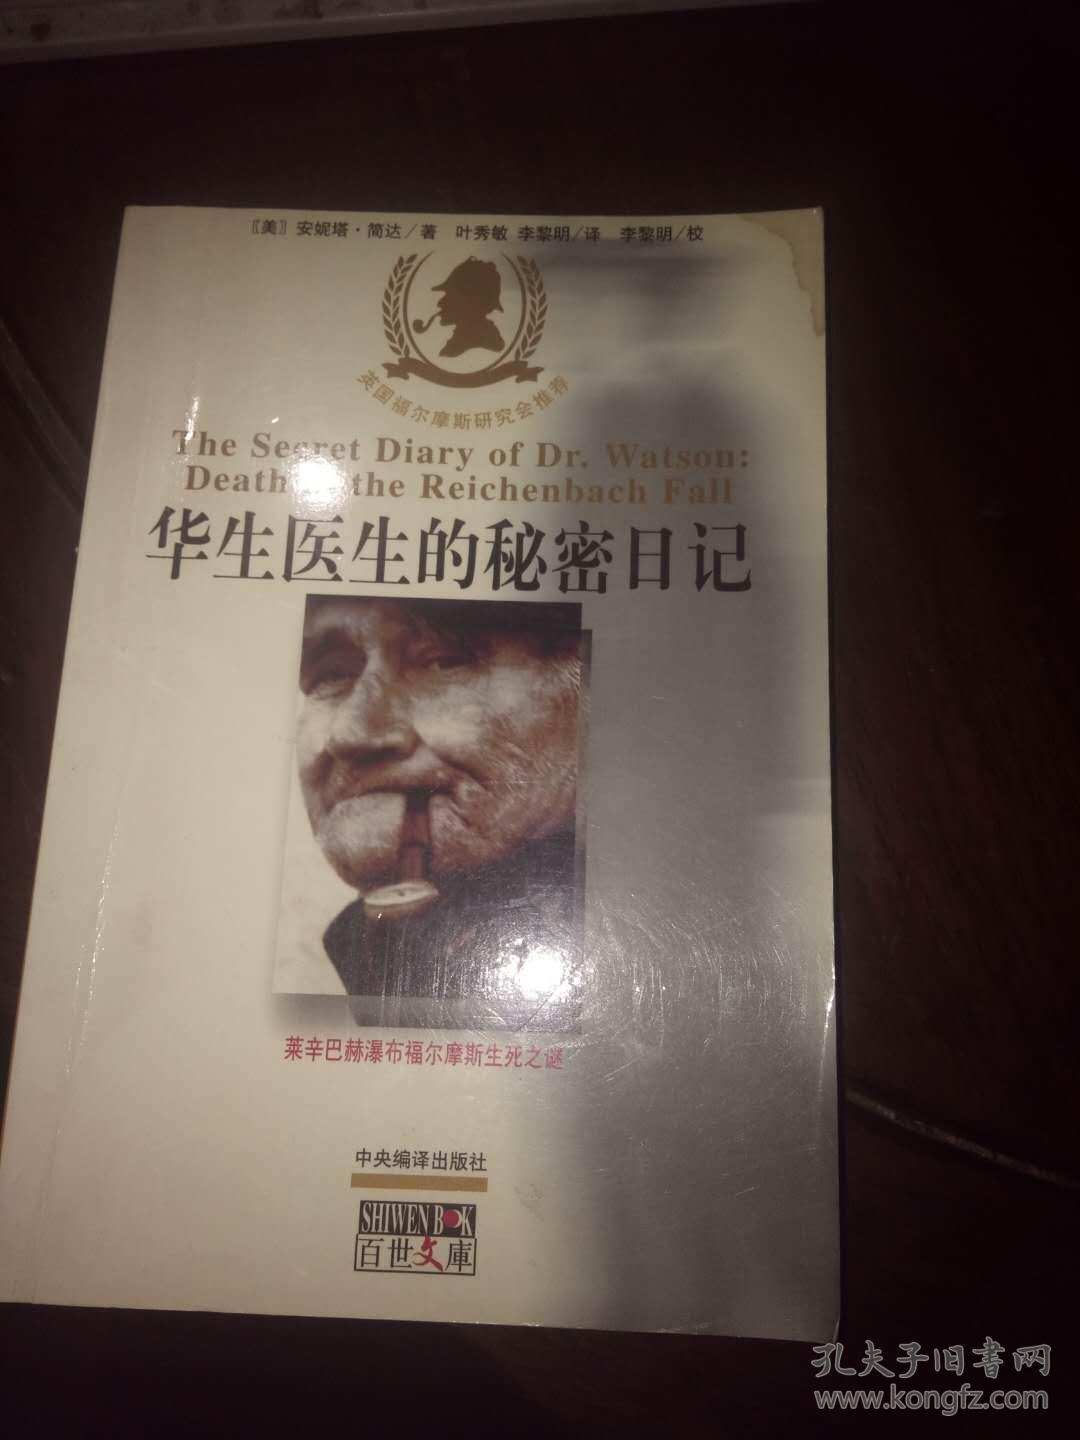 〔美〕安妮塔·简达/著 叶秀敏 李黎明/译 李黎明/校
英国福尔摩斯研究会推荐
The Secret Diary of Dr. Watson:
Death the Reichenbach Fall
华生医生的秘密日记
莱辛巴赫瀑布福尔摩斯生死之谜
中央编译出版社
SHIWEN BOOK
百世文庫
孔夫子旧书网
www.kongfz.com